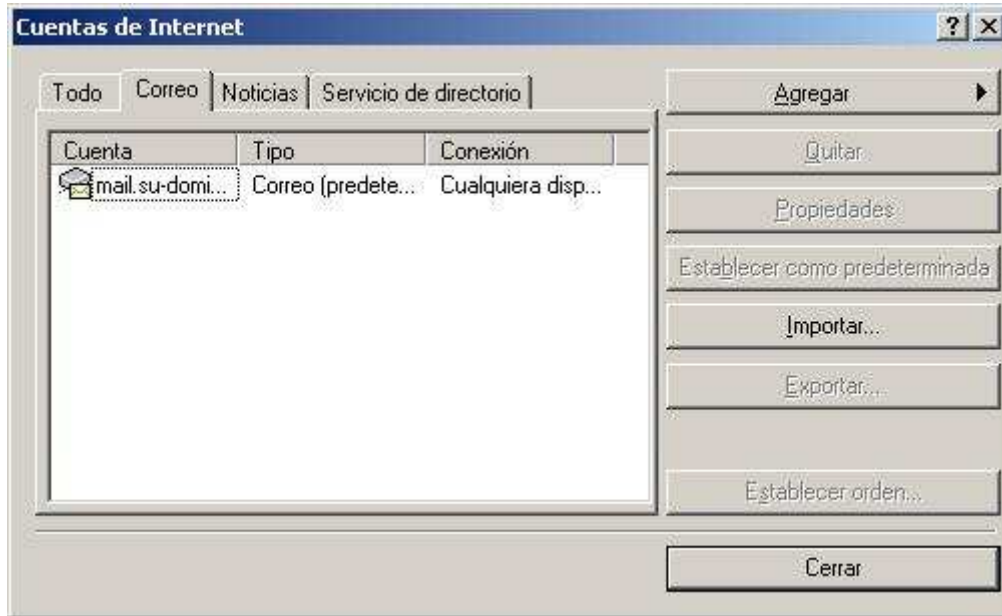 Cuentas de Internet
Todo Correo Noticias Servicio de directorio
Cuenta Tipo Conexión
mail.su-domi... Correo (predete... Cualquiera disp...
Agregar
Quitar
Propiedades
Establecer como predeterminada
Importar...
Exportar...
Establecer orden...
Cerrar